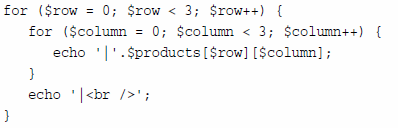 for ($row = 0; $row < 3; $row++) {
for ($column = 0; $column < 3; $column++) {
echo '|'.$products[$row][$column];
}
echo '|<br />';
}